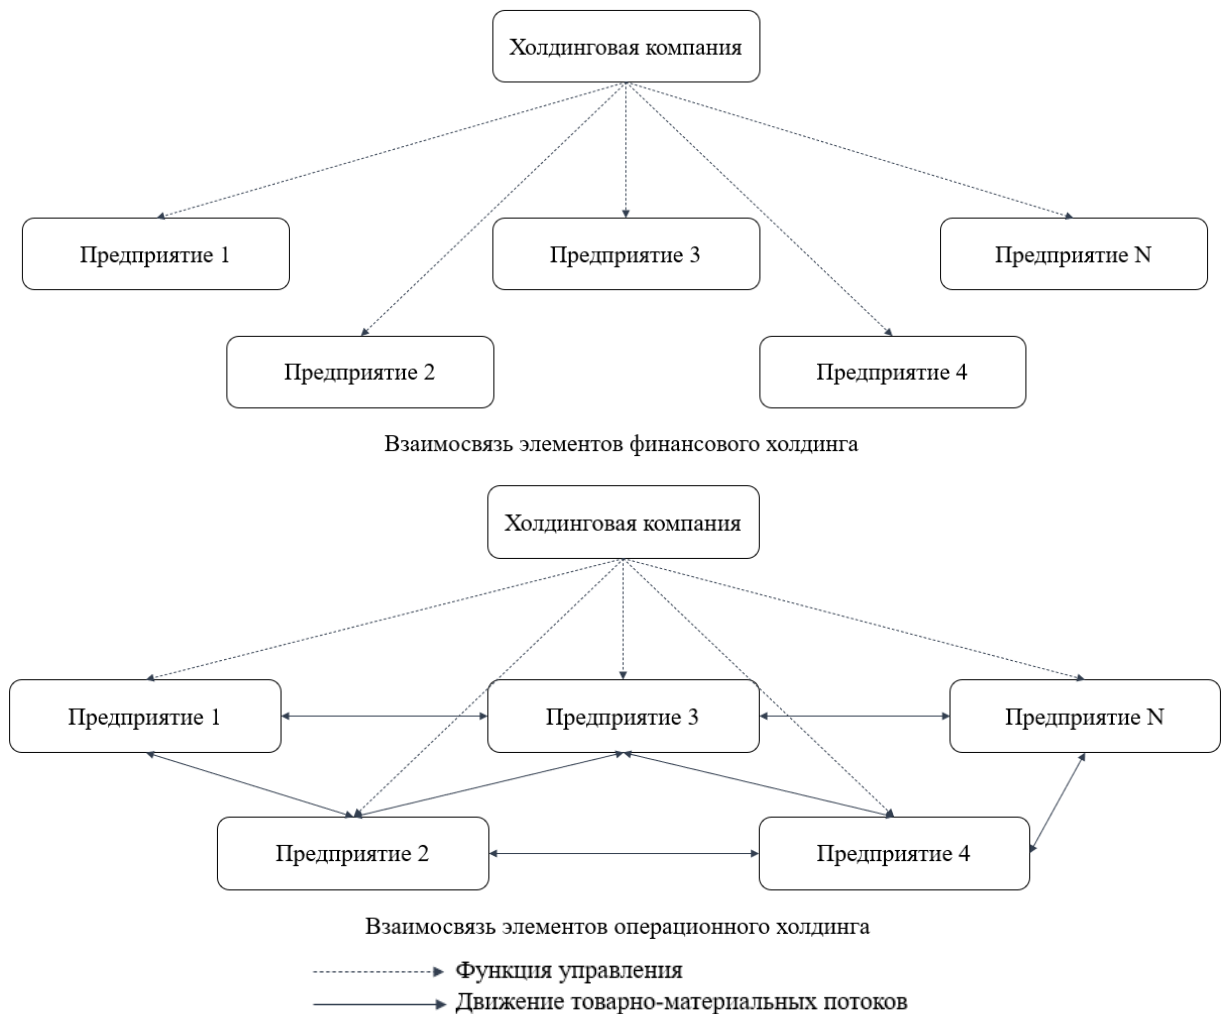 Холдинговая компания
Предприятие 1
Предприятие 3
Предприятие N
Предприятие 2
Предприятие 4
Взаимосвязь элементов финансового холдинга
Холдинговая компания
Предприятие 1
Предприятие 3
Предприятие N
Предприятие 2
Предприятие 4
Взаимосвязь элементов операционного холдинга
Функция управления
Движение товарно-материальных потоков